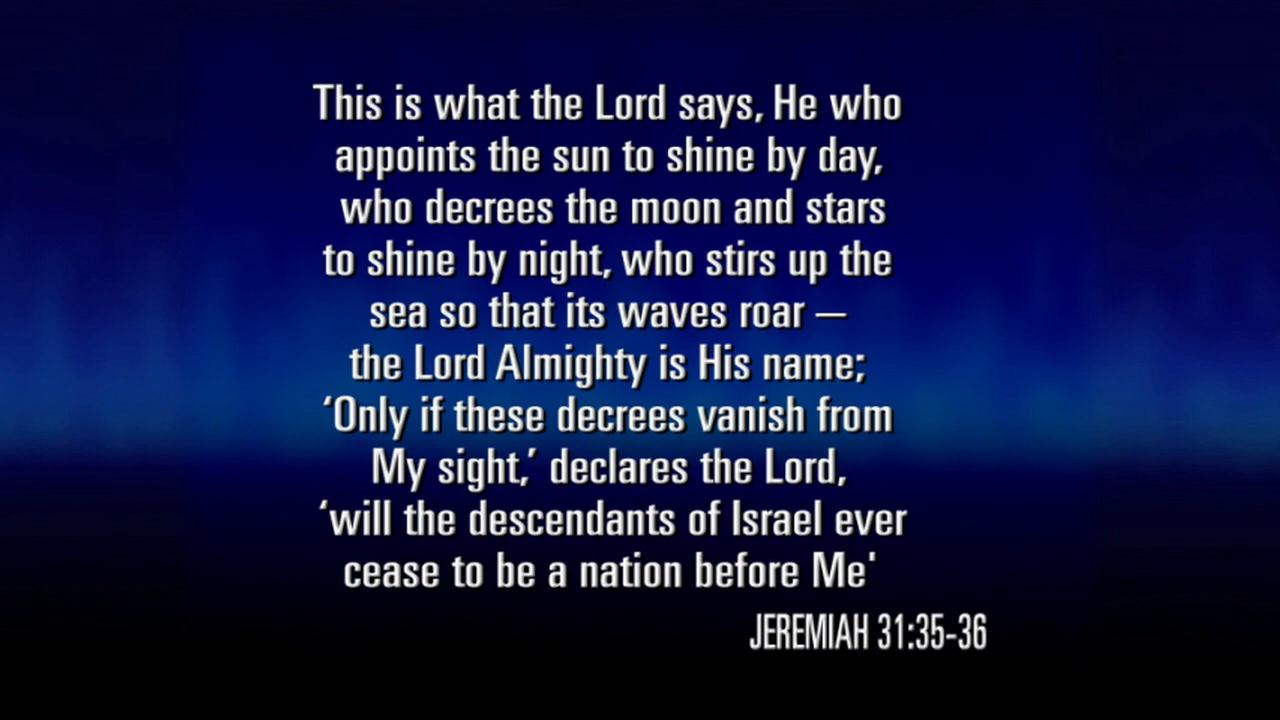 This is what the Lord says, He who
appoints the sun to shine by day,
who decrees the moon and stars
to shine by night, who stirs up the
sea so that its waves roar –
the Lord Almighty is His name;
‘Only if these decrees vanish from
My sight,’ declares the Lord,
‘will the descendants of Israel ever
cease to be a nation before Me'
JEREMIAH 31:35-36